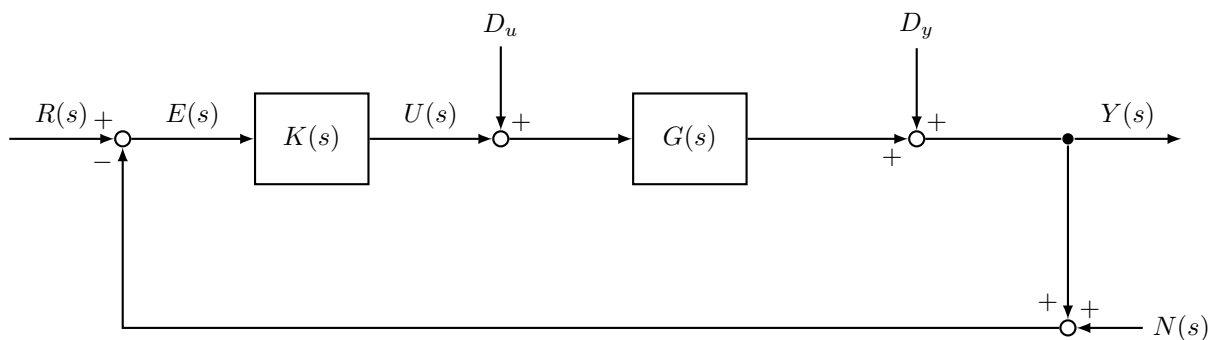 D_u
D_y
R(s)
+
E(s)
K(s)
U(s)
+
G(s)
+
Y(s)
−
+
+
+
N(s)